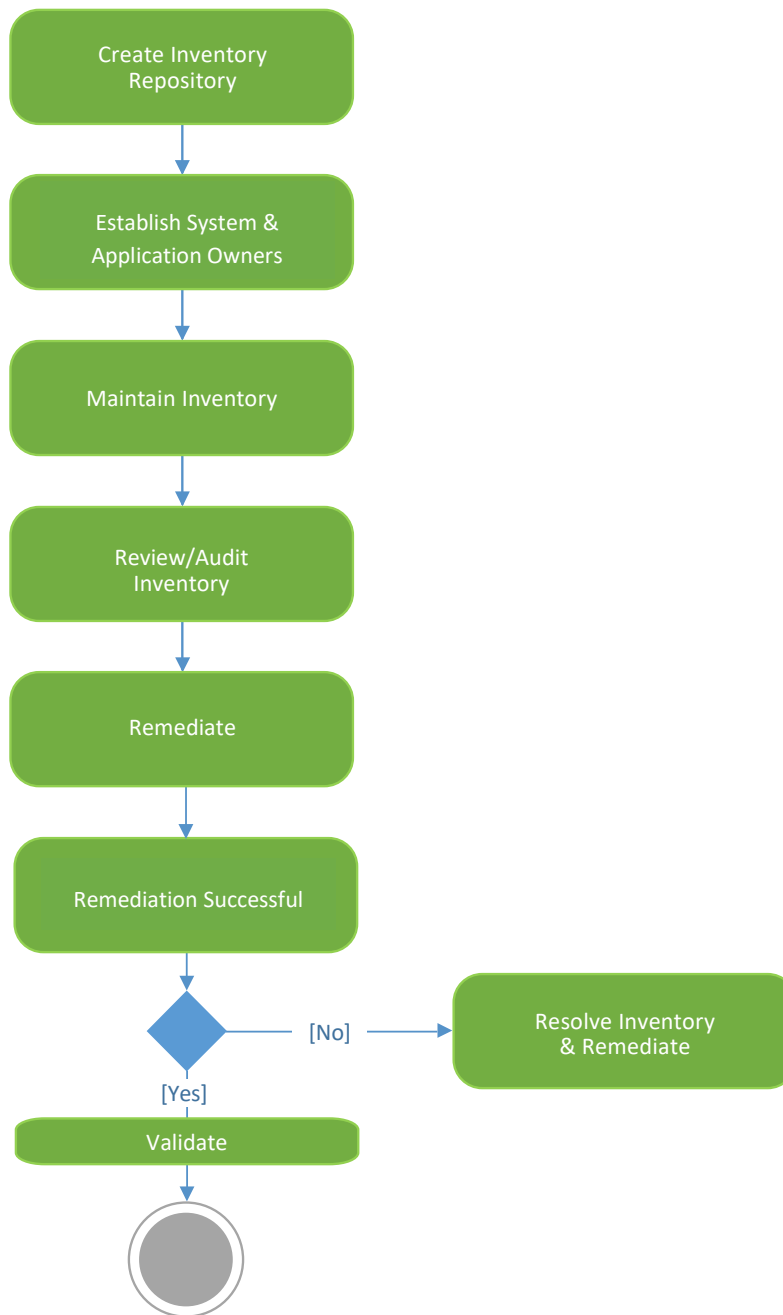 Create Inventory
Repository
Establish System &
Application Owners
Maintain Inventory
Review/Audit
Inventory
Remediate
Remediation Successful
[No]
Resolve Inventory
& Remediate
[Yes]
Validate